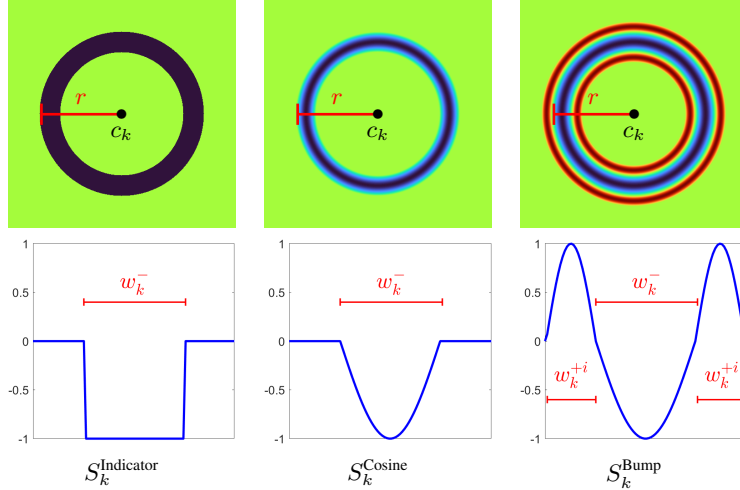 r r r
c_k c_k c_k
w_k^- w_k^- w_k^-
1 1 1
0.5 0.5 0.5
0 0 0
-0.5 -0.5 -0.5
-1 -1 -1
w_k^{+i} w_k^{+i}
S_k^{Indicator} S_k^{Cosine} S_k^{Bump}